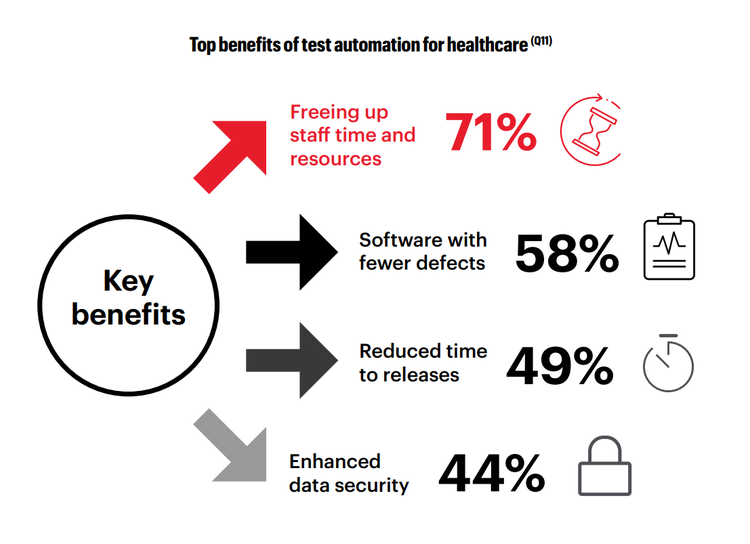 Top benefits of test automation for healthcare (Q11)
Freeing up
staff time and
resources
71%
Software with
fewer defects
58%
Key
benefits
Reduced time
to releases
49%
Enhanced
data security
44%